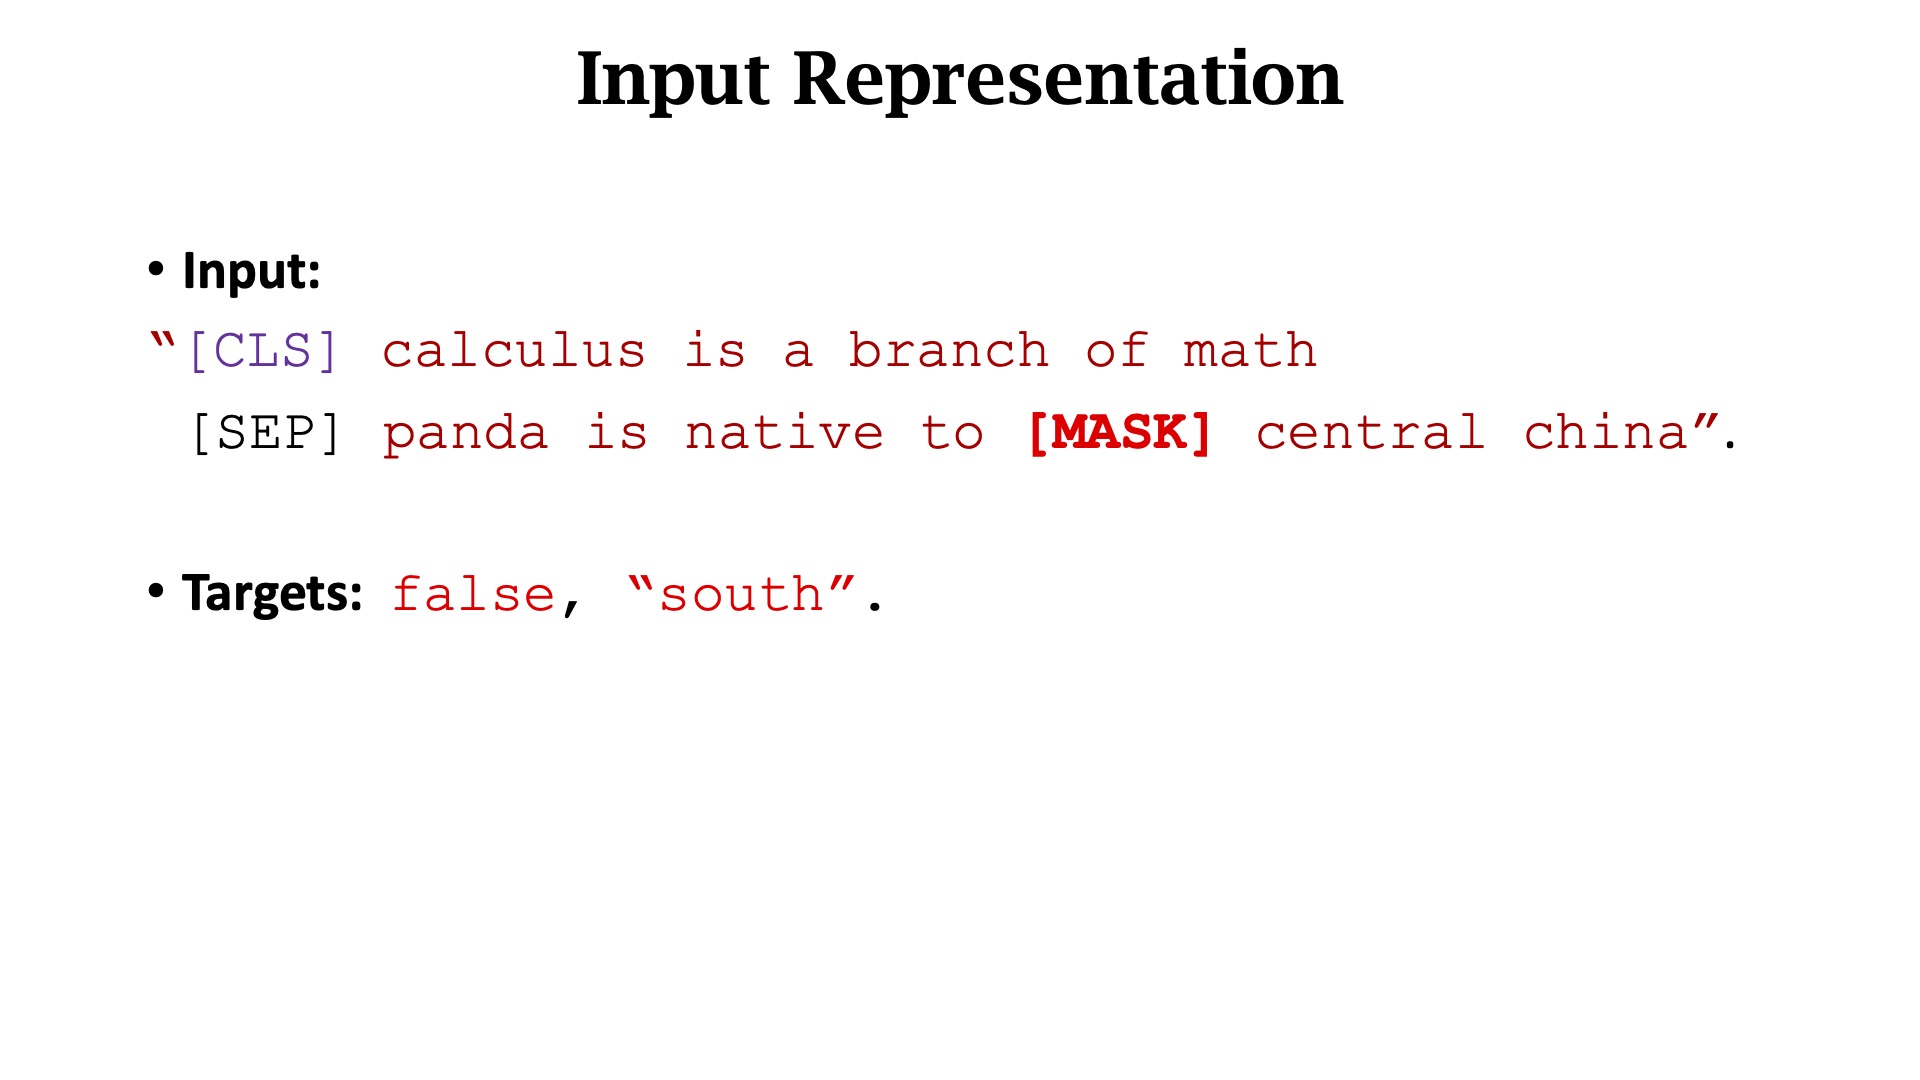 Input Representation
• Input:
“[CLS] calculus is a branch of math
[SEP] panda is native to [MASK] central china”.
• Targets: false, “south”.